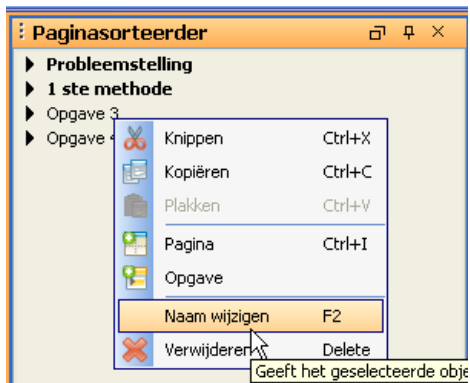 Paginasorteerder
Probleemstelling
1 ste methode
Opgave 3
Opgave
Knippen Ctrl+X
Kopiëren Ctrl+C
Plakken Ctrl+V
Pagina Ctrl+I
Opgave
Naam wijzigen F2
Verwijderen Delete
Geeft het geselecteerde obje